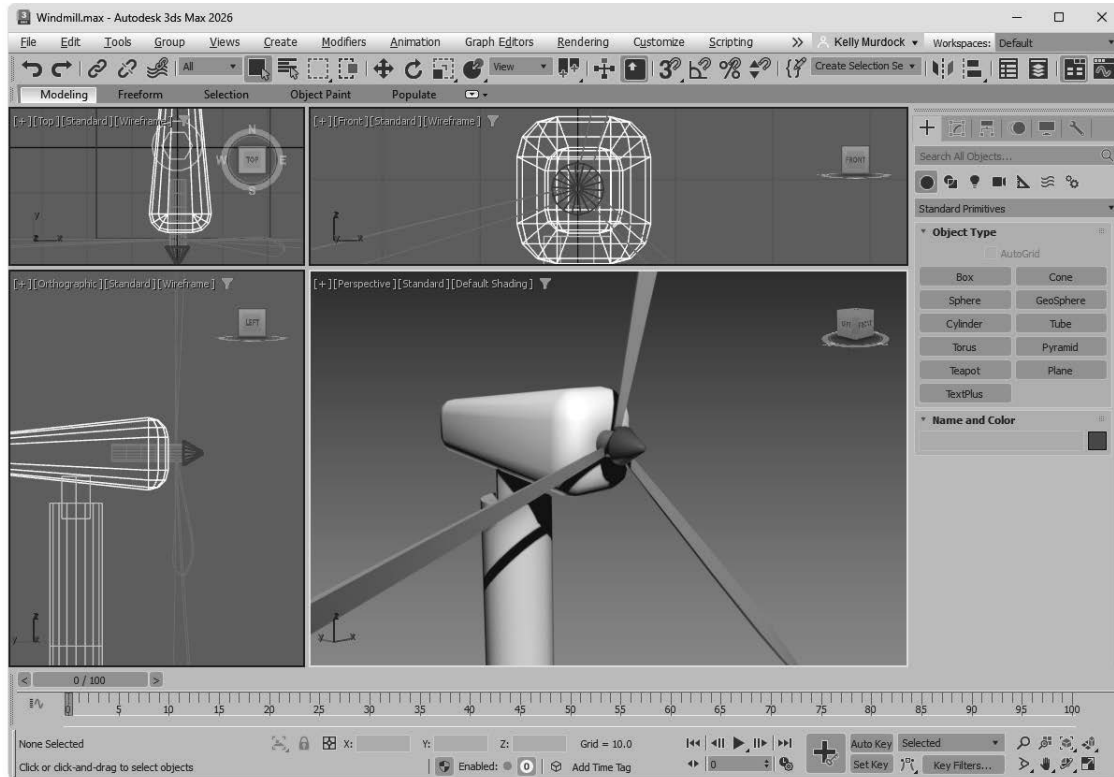 Windmill.max - Autodesk 3ds Max 2026
File Edit Tools Group Views Create Modifiers Animation Graph Editors Rendering Customize Scripting Kelly Murdock Workspaces: Default
All View Create Selection Se
Modeling Freeform Selection Object Paint Populate
[+][Top][Standard][Wireframe]
N
W TOP E
S
y
z x
[+][Front][Standard][Wireframe]
FRONT
z
x
Search All Objects...
Standard Primitives
Object Type
AutoGrid
Box Cone
Sphere GeoSphere
Cylinder Tube
Torus Pyramid
Teapot Plane
TextPlus
Name and Color
[+][Orthographic][Standard][Wireframe]
LEFT
z
y
[+][Perspective][Standard][Default Shading]
FRONT
z
y x
< 0 / 100 >
0 5 10 15 20 25 30 35 40 45 50 55 60 65 70 75 80 85 90 95 100
None Selected X: Y: Z: Grid = 10.0 Auto Key Selected
Click or click-and-drag to select objects Enabled: 0 Add Time Tag 0 Set Key Key Filters...